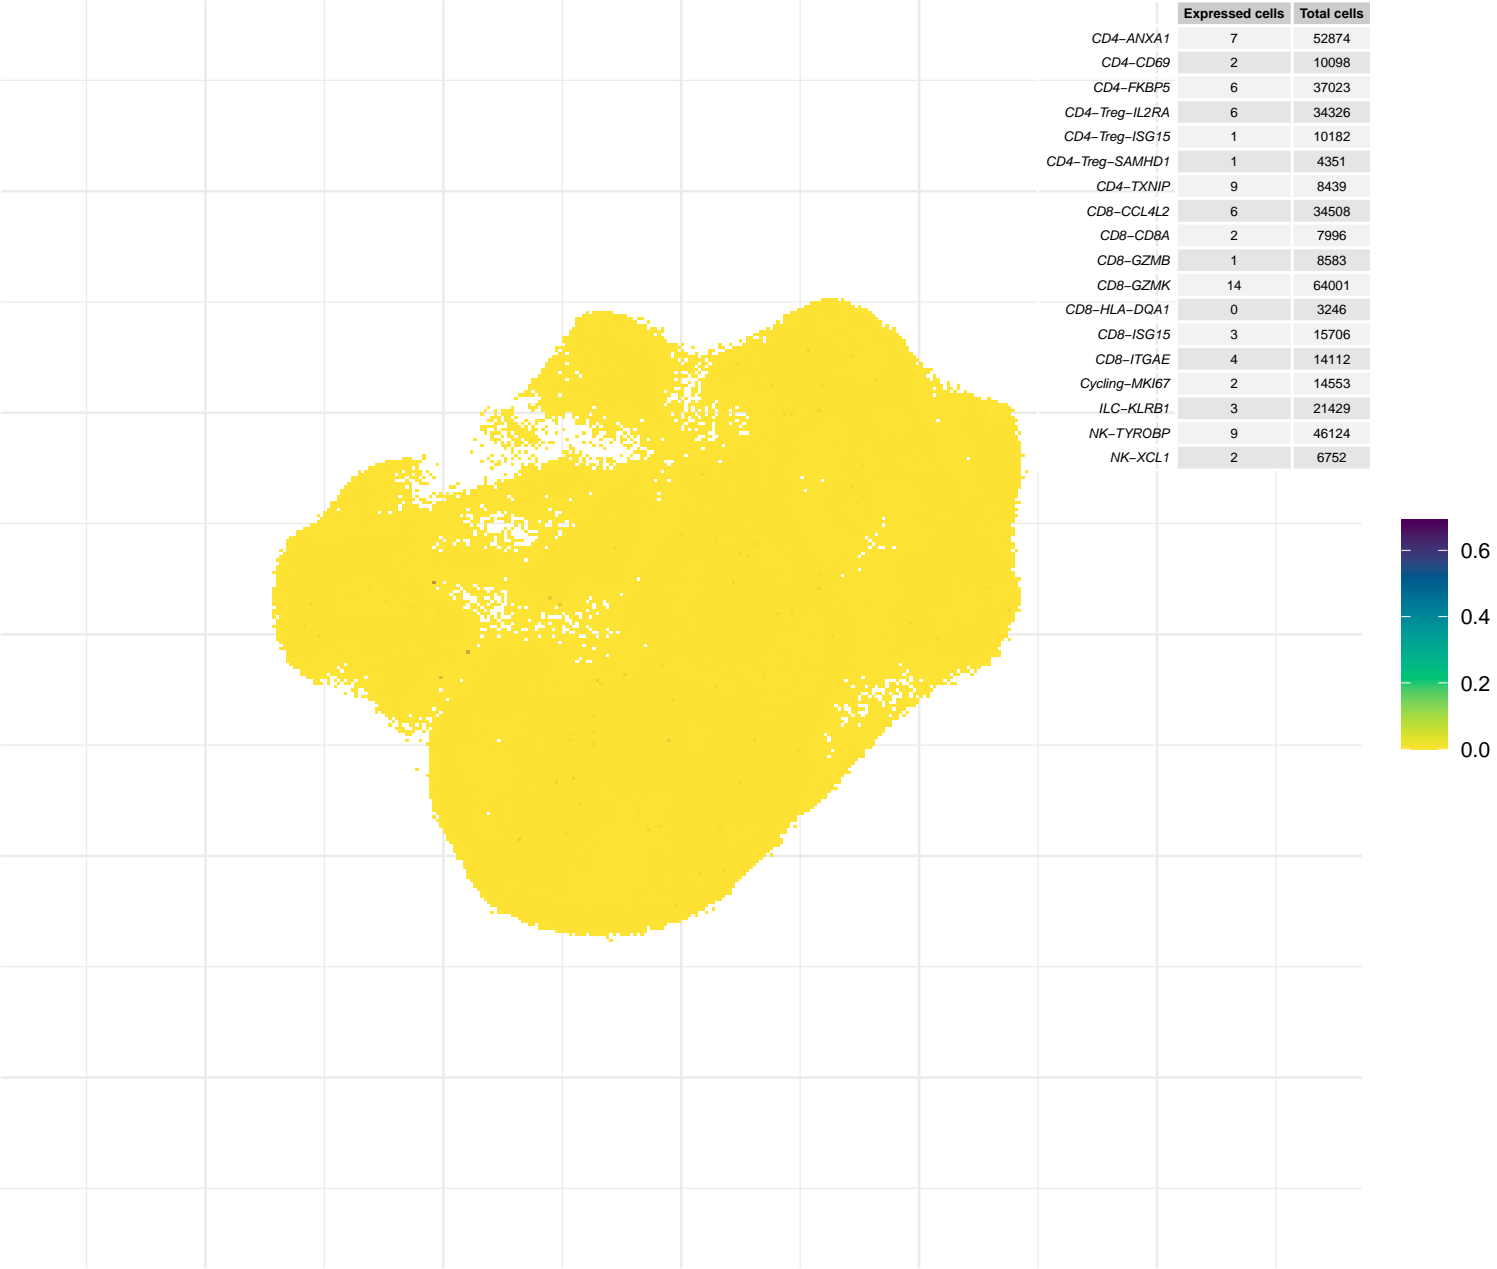 Expressed cells Total cells
CD4−ANXA1 7 52874
CD4−CD69 2 10098
CD4−FKBP5 6 37023
CD4−Treg−IL2RA 6 34326
CD4−Treg−ISG15 1 10182
CD4−Treg−SAMHD1 1 4351
CD4−TXNIP 9 8439
CD8−CCL4L2 6 34508
CD8−CD8A 2 7996
CD8−GZMB 1 8583
CD8−GZMK 14 64001
CD8−HLA−DQA1 0 3246
CD8−ISG15 3 15706
CD8−ITGAE 4 14112
Cycling−MKI67 2 14553
ILC−KLRB1 3 21429
NK−TYROBP 9 46124
NK−XCL1 2 6752
0.6
0.4
0.2
0.0